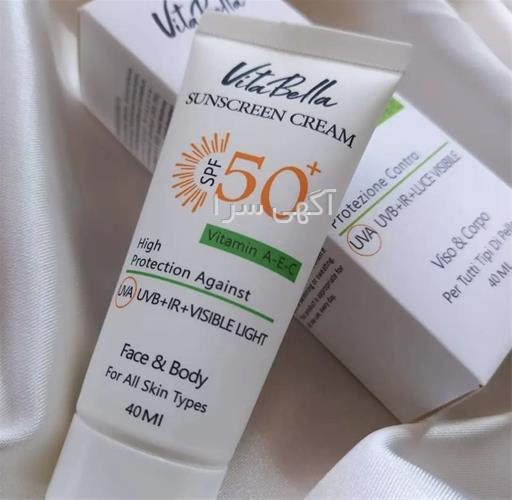 VitaBella
SUNSCREEN CREAM
SPF 50+
Vitamin A-E-C
High
Protection Against
UVA UVB+IR+VISIBLE LIGHT
Face & Body
For All Skin Types
40Ml
VitaBella
Protezione Contro
UVA UVB+IR+LUCE VISIBILE
Viso & Corpo
Per Tutti Tipi Di Pelle
40 ML
آگهی سرا